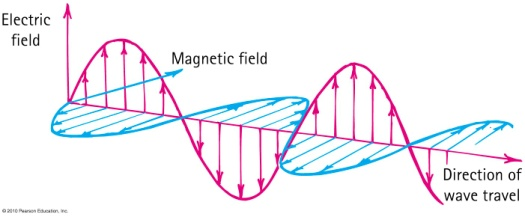 Electric
field
Magnetic field
Direction of
wave travel
© 2010 Pearson Education, Inc.